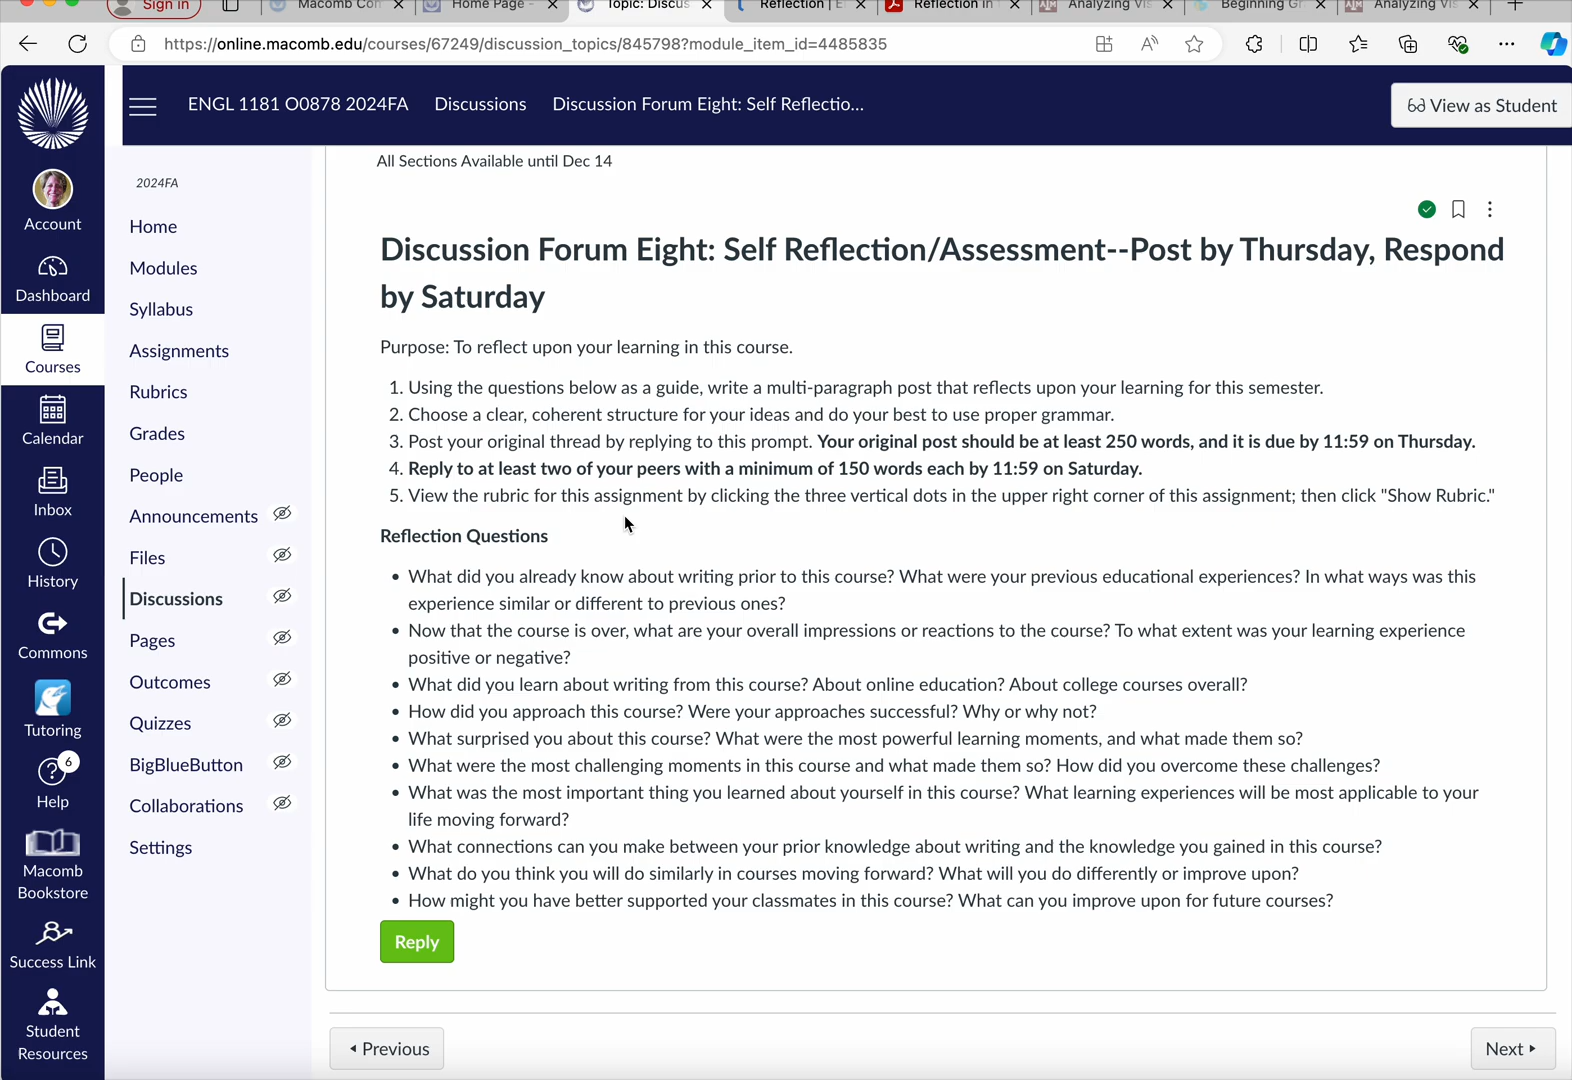 Sign in
Macomb Com
Home Page -
Topic: Discus
Reflection | E
Reflection in
Analyzing Vis
Beginning Gr
Analyzing Vis
https://online.macomb.edu/courses/67249/discussion_topics/845798?module_item_id=4485835
ENGL 1181 O0878 2024FA
Discussions
Discussion Forum Eight: Self Reflectio...
View as Student
Account
Dashboard
Courses
Calendar
Inbox
History
Commons
Tutoring
6
Help
Macomb
Bookstore
Success Link
Student
Resources
2024FA
Home
Modules
Syllabus
Assignments
Rubrics
Grades
People
Announcements
Files
Discussions
Pages
Outcomes
Quizzes
BigBlueButton
Collaborations
Settings
All Sections Available until Dec 14
Discussion Forum Eight: Self Reflection/Assessment--Post by Thursday, Respond
by Saturday
Purpose: To reflect upon your learning in this course.
1. Using the questions below as a guide, write a multi-paragraph post that reflects upon your learning for this semester.
2. Choose a clear, coherent structure for your ideas and do your best to use proper grammar.
3. Post your original thread by replying to this prompt. Your original post should be at least 250 words, and it is due by 11:59 on Thursday.
4. Reply to at least two of your peers with a minimum of 150 words each by 11:59 on Saturday.
5. View the rubric for this assignment by clicking the three vertical dots in the upper right corner of this assignment; then click "Show Rubric."
Reflection Questions
• What did you already know about writing prior to this course? What were your previous educational experiences? In what ways was this
experience similar or different to previous ones?
• Now that the course is over, what are your overall impressions or reactions to the course? To what extent was your learning experience
positive or negative?
• What did you learn about writing from this course? About online education? About college courses overall?
• How did you approach this course? Were your approaches successful? Why or why not?
• What surprised you about this course? What were the most powerful learning moments, and what made them so?
• What were the most challenging moments in this course and what made them so? How did you overcome these challenges?
• What was the most important thing you learned about yourself in this course? What learning experiences will be most applicable to your
life moving forward?
• What connections can you make between your prior knowledge about writing and the knowledge you gained in this course?
• What do you think you will do similarly in courses moving forward? What will you do differently or improve upon?
• How might you have better supported your classmates in this course? What can you improve upon for future courses?
Reply
Previous
Next